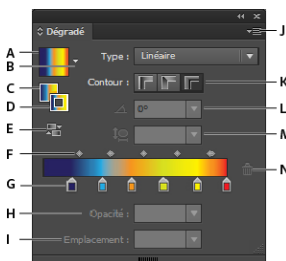 Dégradé
J
A
B
Type : Linéaire
C
Contour :
K
D
0°
L
E
M
F
N
G
H
Opacité :
I
Emplacement :